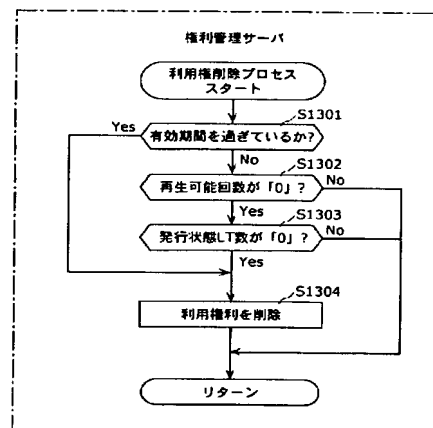 権利管理サーバ
利用権削除プロセス
スタート
S1301
Yes
有効期間を過ぎているか?
No
S1302
再生可能回数が「0」?
No
Yes
S1303
発行状態LT数が「0」?
No
Yes
S1304
利用権利を削除
リターン